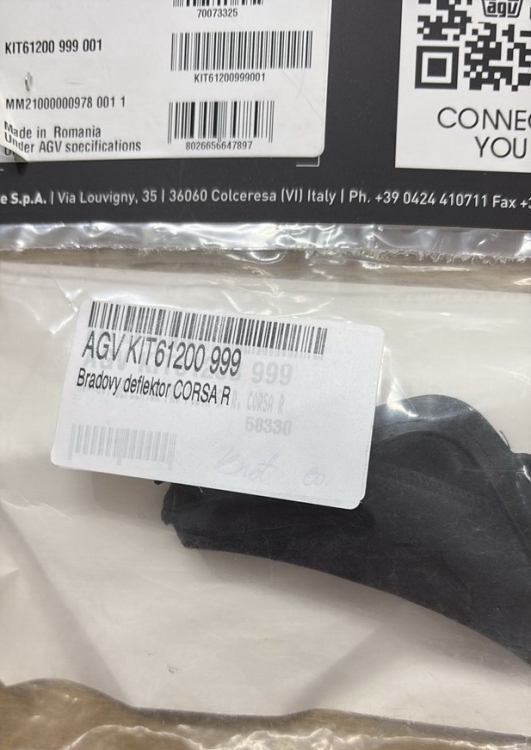 70073325
KIT61200 999 001
KIT61200999001
MM21000000978 001 1
Made in Romania
Under AGV specifications
8026656647897
agv
CONNE
YOU
e S.p.A. | Via Louvigny, 35 | 36060 Colceresa (VI) Italy | Ph. +39 0424 410711 Fax +3
AGV KIT61200 999
Bradovy deflektor CORSA R
999
CORSA R
58330